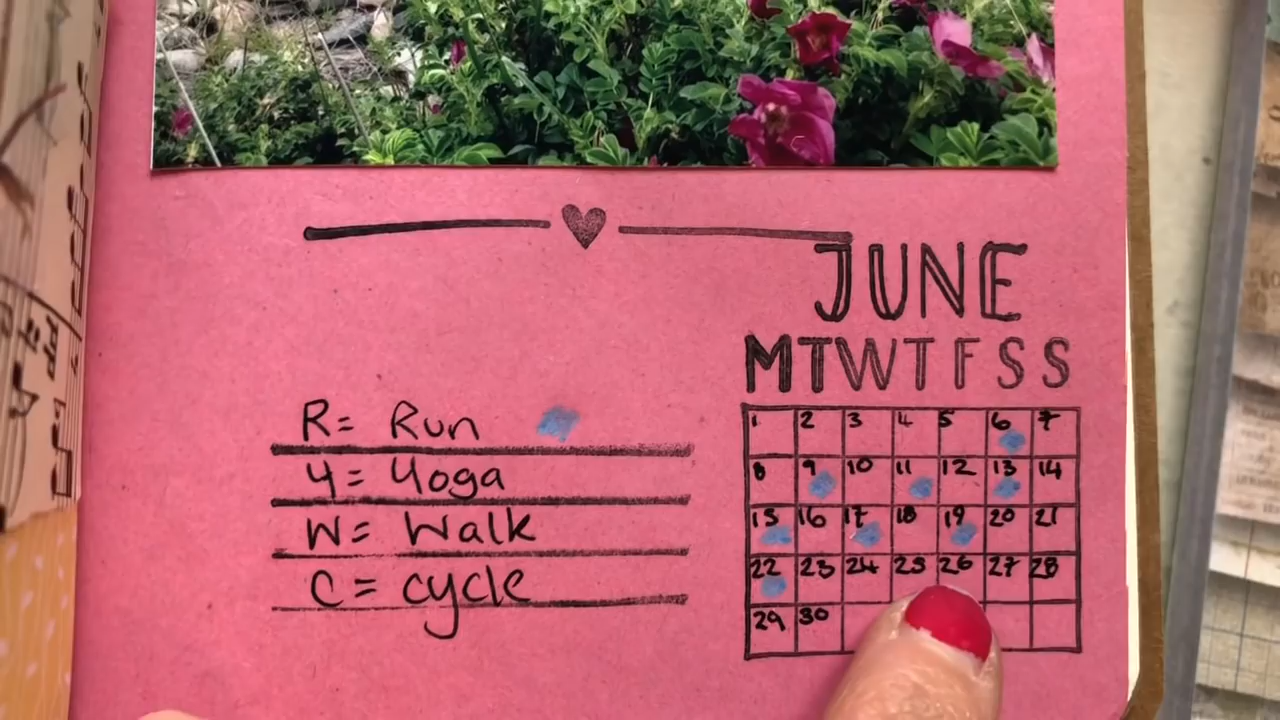 JUNE
MTWTFSS
R= Run
Y= Yoga
W= Walk
C= cycle
1 2 3 4 5 6 7
8 9 10 11 12 13 14
15 16 17 18 19 20 21
22 23 24 25 26 27 28
29 30